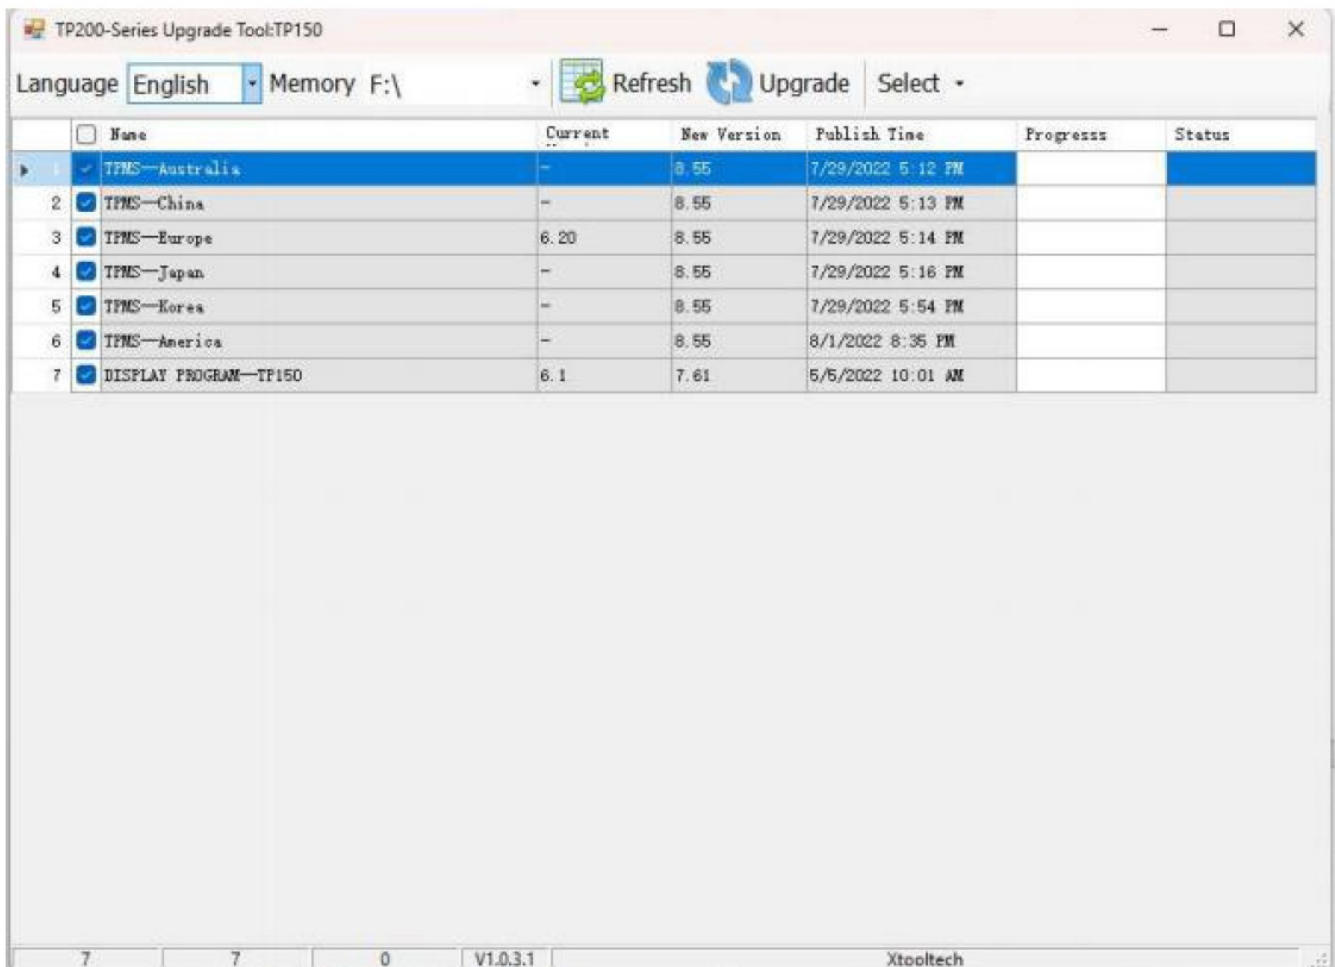 TP200-Series Upgrade Tool:TP150
Language English Memory F:\ Refresh Upgrade Select
Name Current New Version Publish Time Progresss Status
1 TPMS—Australia - 8.55 7/29/2022 5:12 PM
2 TPMS—China - 8.55 7/29/2022 5:13 PM
3 TPMS—Europe 6.20 8.55 7/29/2022 5:14 PM
4 TPMS—Japan - 8.55 7/29/2022 5:16 PM
5 TPMS—Korea - 8.55 7/29/2022 5:54 PM
6 TPMS—America - 8.55 8/1/2022 8:35 PM
7 DISPLAY PROGRAM—TP150 6.1 7.61 5/5/2022 10:01 AM
7 7 0 V1.0.3.1 Xtooltech